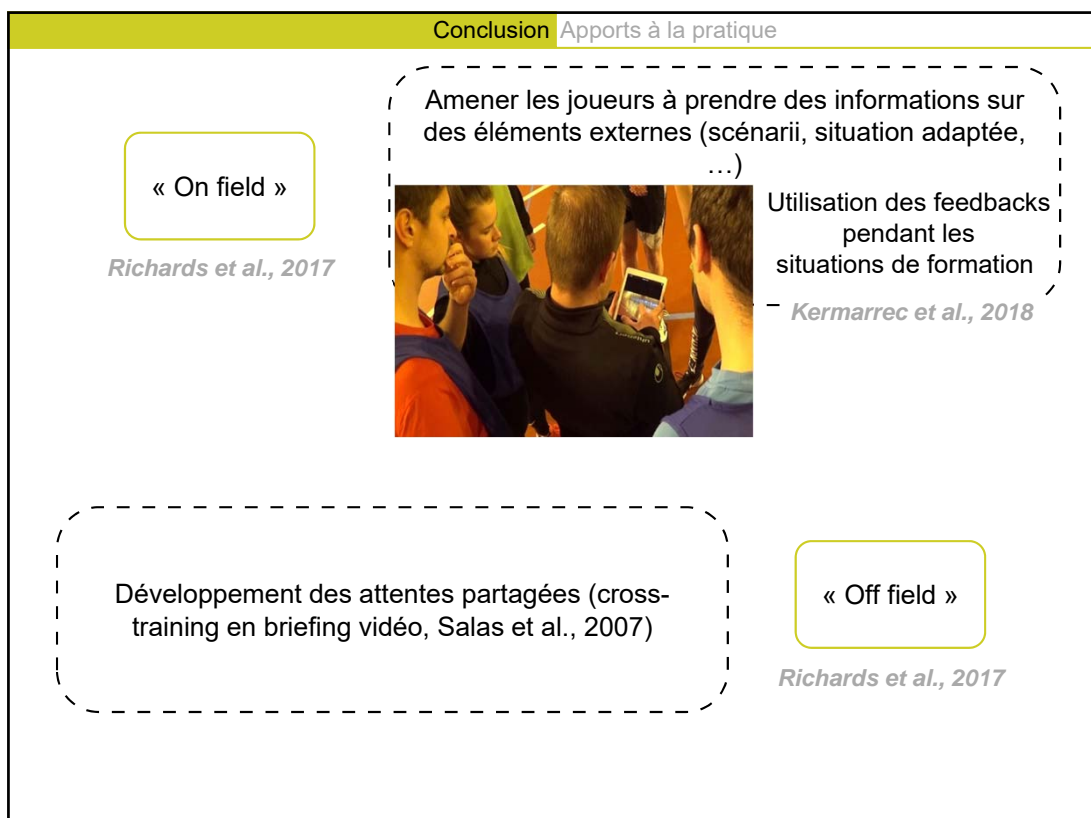 Conclusion Apports à la pratique
Amener les joueurs à prendre des informations sur
des éléments externes (scénarii, situation adaptée,
…)
« On field »
Richards et al., 2017
Utilisation des feedbacks
pendant les
situations de formation
Kermarrec et al., 2018
Développement des attentes partagées (cross-
training en briefing vidéo, Salas et al., 2007)
« Off field »
Richards et al., 2017